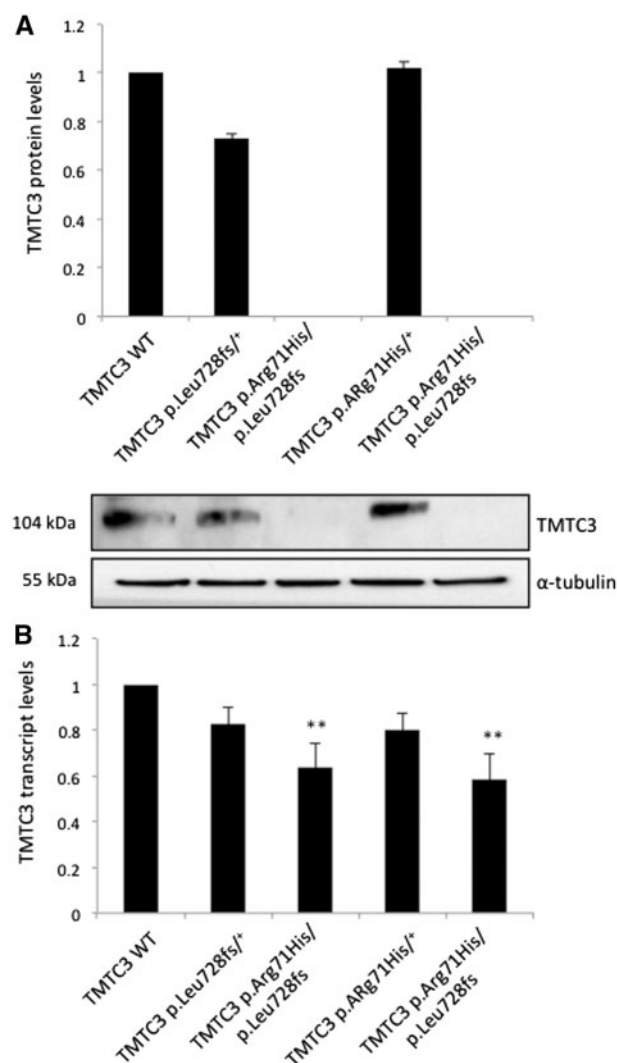 A
TMTC3 protein levels
1.2
1
0.8
0.6
0.4
0.2
0
TMTC3 WT
TMTC3 p.Leu728fs/+
TMTC3 p.Arg71His/
p.Leu728fs
TMTC3 p.ARg71His/+
TMTC3 p.Arg71His/
p.Leu728fs
104 kDa
TMTC3
55 kDa
α-tubulin
B
TMTC3 transcript levels
1.2
1
0.8
0.6
0.4
0.2
0
**
**
TMTC3 WT
TMTC3 p.Leu728fs/+
TMTC3 p.Arg71His/
p.Leu728fs
TMTC3 p.ARg71His/+
TMTC3 p.Arg71His/
p.Leu728fs